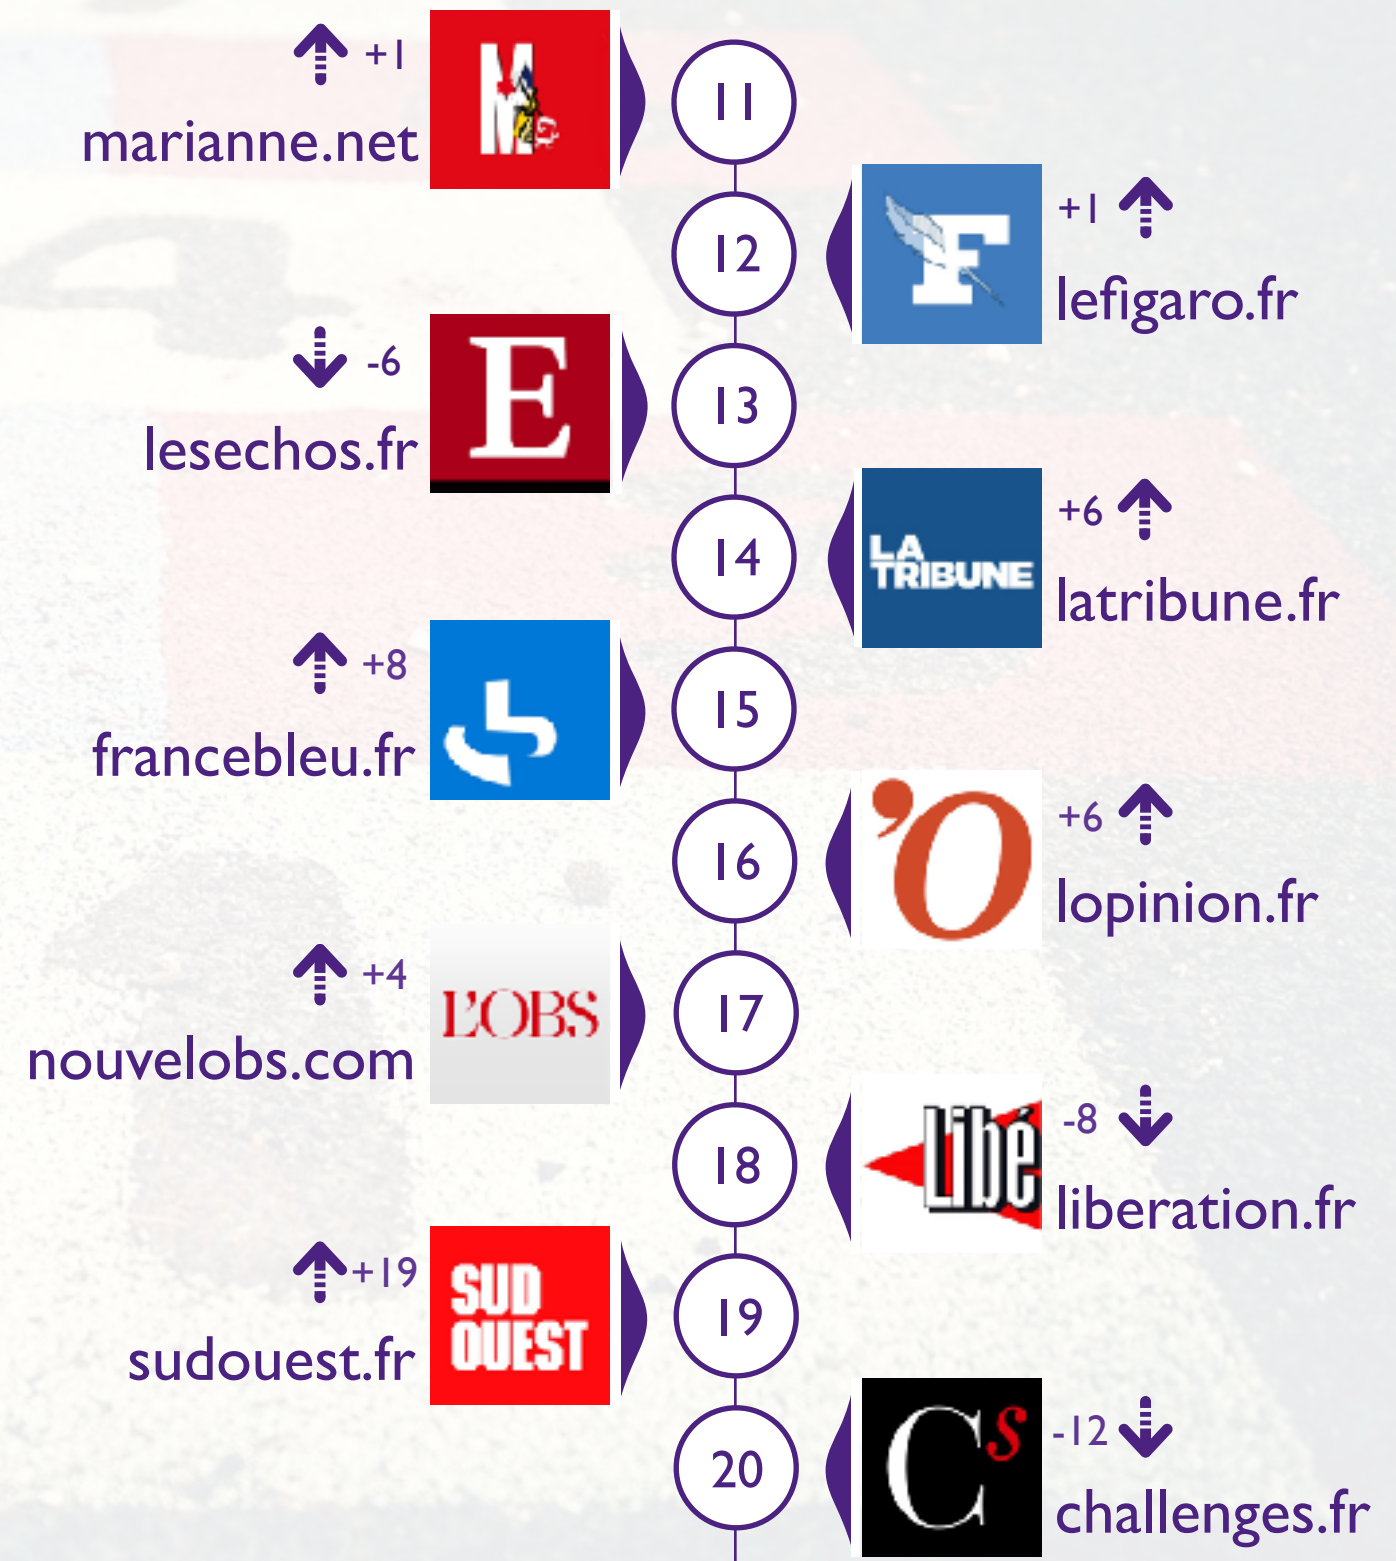 +1
marianne.net
11
12
+1
lefigaro.fr
-6
lesechos.fr
E
13
14
LA
TRIBUNE
+6
latribune.fr
+8
francebleu.fr
15
16
'O
+6
lopinion.fr
+4
nouvelobs.com
L'OBS
17
18
Libé
-8
liberation.fr
+19
sudouest.fr
SUD
OUEST
19
20
Cs
-12
challenges.fr